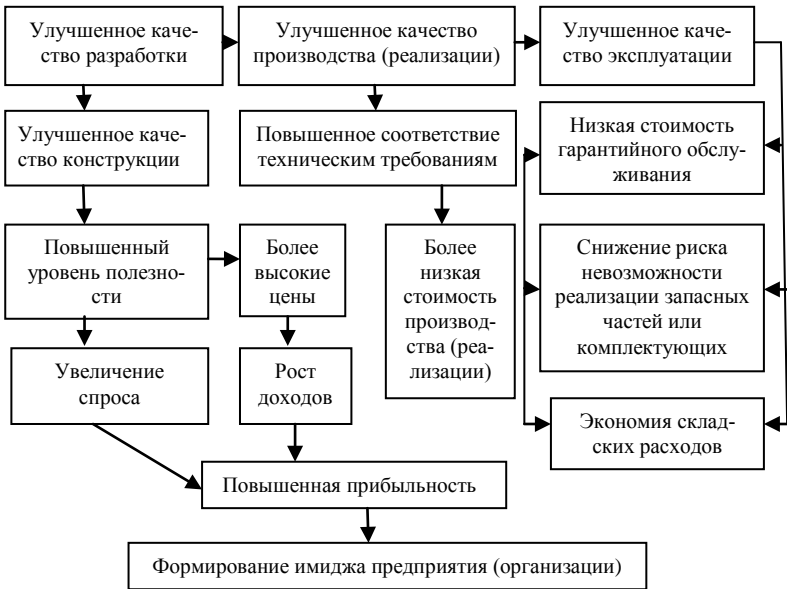 Улучшенное каче-
ство разработки
Улучшенное качество
производства (реализации)
Улучшенное каче-
ство эксплуатации
Улучшенное каче-
ство конструкции
Повышенное соответствие
техническим требованиям
Низкая стоимость
гарантийного обслу-
живания
Повышенный
уровень полезно-
сти
Более
высокие
цены
Более
низкая
стоимость
производ-
ства (реа-
лизации)
Снижение риска
невозможности
реализации запасных
частей или
комплектующих
Увеличение
спроса
Рост
доходов
Экономия склад-
ских расходов
Повышенная прибыльность
Формирование имиджа предприятия (организации)